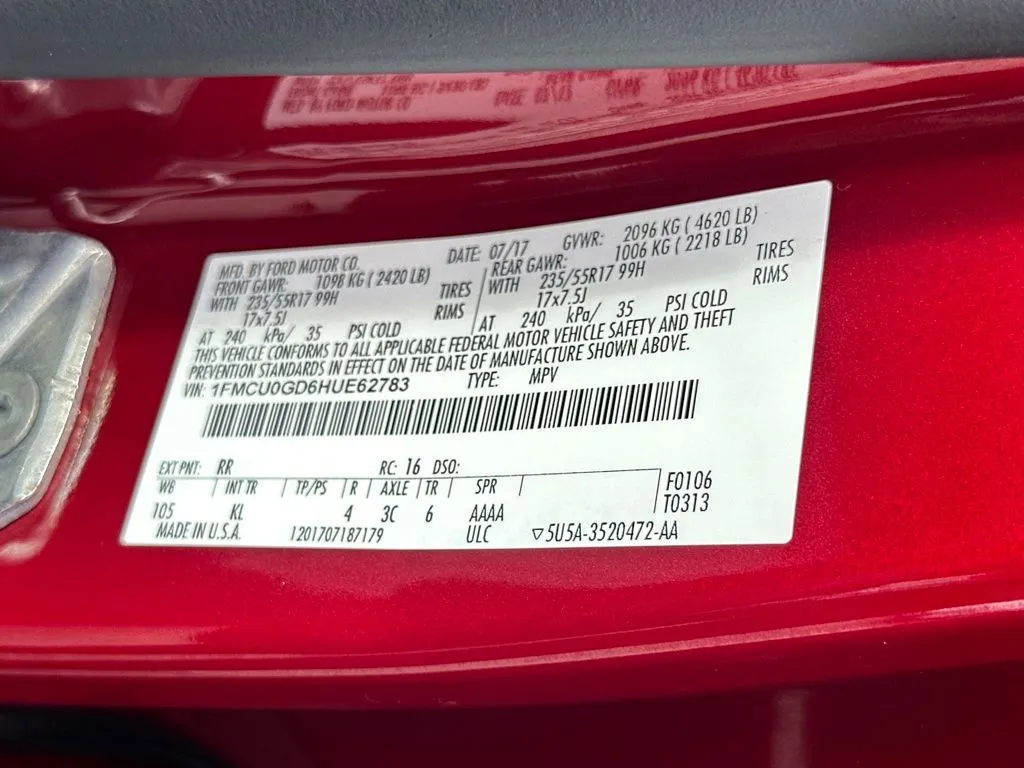 MFD. BY FORD MOTOR CO. DATE: 07/17 GVWR: 2096 KG ( 4620 LB)
FRONT GAWR: 1098 KG ( 2420 LB) REAR GAWR: 1006 KG ( 2218 LB)
WITH 235/55R17 99H TIRES WITH 235/55R17 99H TIRES
17x7.5J RIMS 17x7.5J RIMS
AT 240 kPa/ 35 PSI COLD AT 240 kPa/ 35 PSI COLD
THIS VEHICLE CONFORMS TO ALL APPLICABLE FEDERAL MOTOR VEHICLE SAFETY AND THEFT
PREVENTION STANDARDS IN EFFECT ON THE DATE OF MANUFACTURE SHOWN ABOVE.
VIN: 1FMCU0GD6HUE62783 TYPE: MPV
EXT PNT: RR RC: 16 DSO:
WB INT TR TP/PS R AXLE TR SPR F0106
105 KL 4 3C 6 AAAA T0313
MADE IN U.S.A. 1201707187179 ULC ▽5U5A-3520472-AA